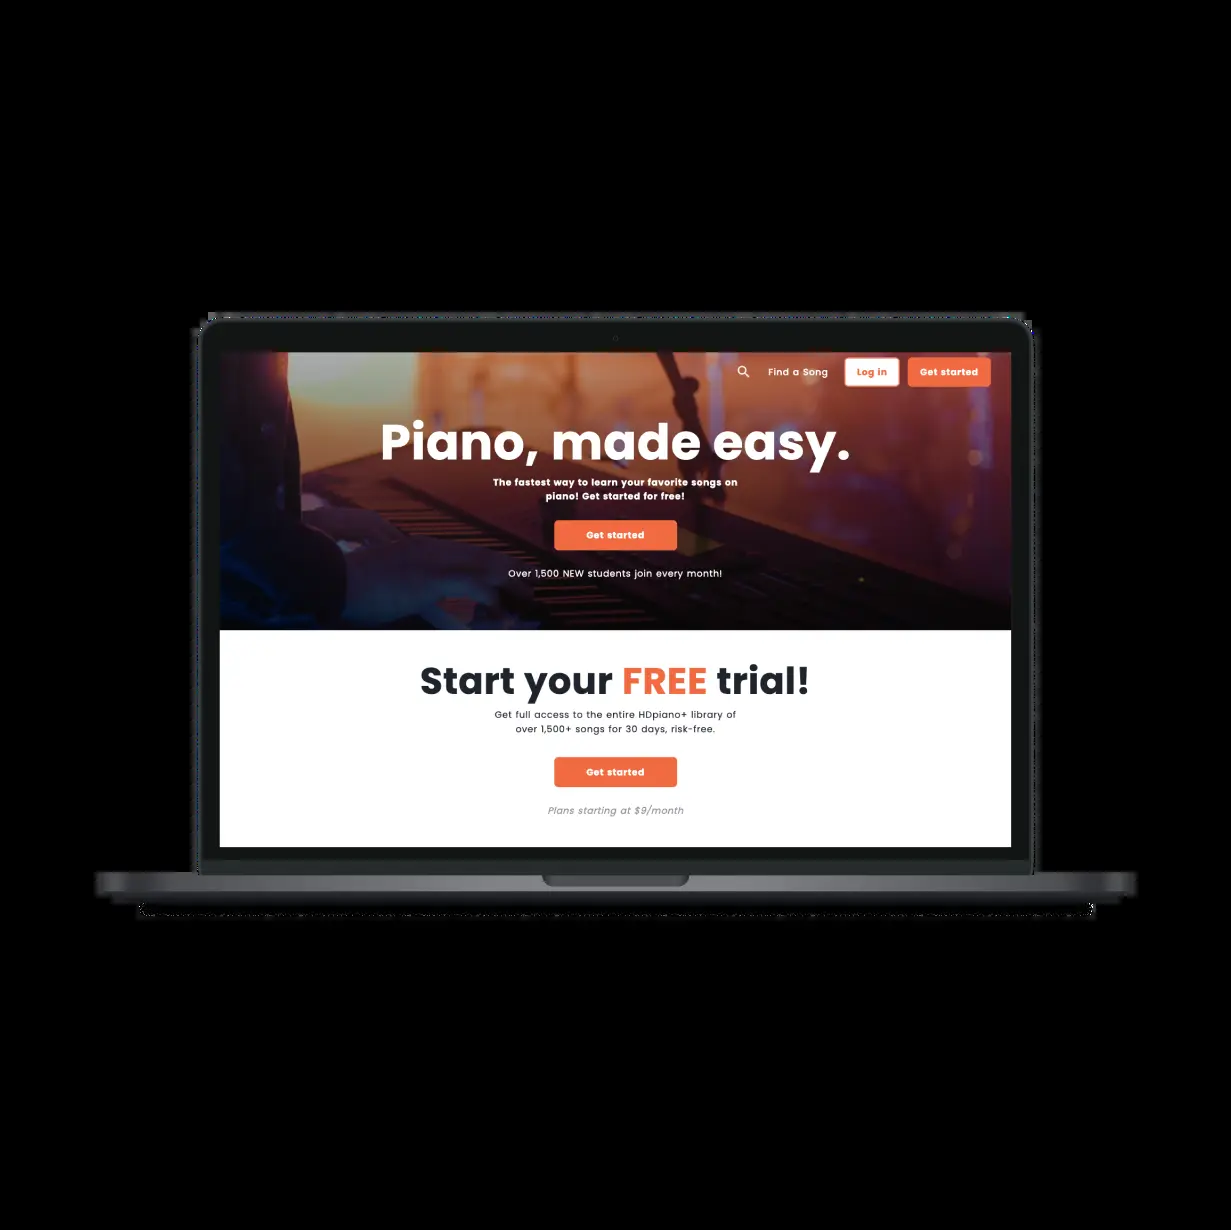 Find a Song
Log in
Get started
Piano, made easy.
The fastest way to learn your favorite songs on
piano! Get started for free!
Get started
Over 1,500 NEW students join every month!
Start your FREE trial!
Get full access to the entire HDpiano+ library of
over 1,500+ songs for 30 days, risk-free.
Get started
Plans starting at $9/month